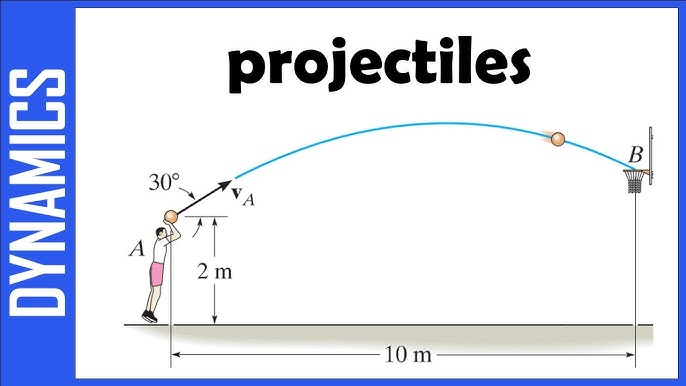 DYNAMICS
projectiles
30°
v_A
A
2 m
B
10 m